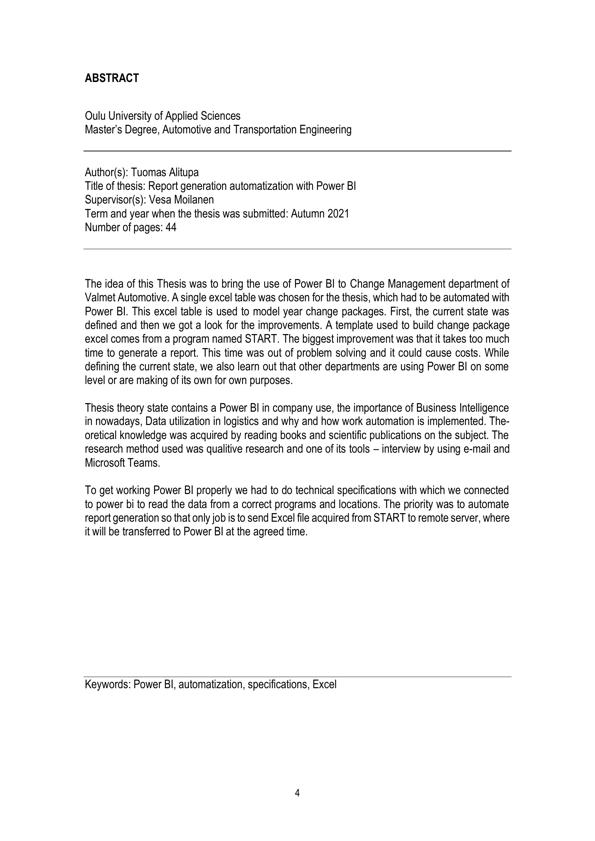 ABSTRACT
Oulu University of Applied Sciences
Master's Degree, Automotive and Transportation Engineering
Author(s): Tuomas Alitupa
Title of thesis: Report generation automatization with Power BI
Supervisor(s): Vesa Moilanen
Term and year when the thesis was submitted: Autumn 2021
Number of pages: 44
The idea of this Thesis was to bring the use of Power BI to Change Management department of
Valmet Automotive. A single excel table was chosen for the thesis, which had to be automated with
Power BI. This excel table is used to model year change packages. First, the current state was
defined and then we got a look for the improvements. A template used to build change package
excel comes from a program named START. The biggest improvement was that it takes too much
time to generate a report. This time was out of problem solving and it could cause costs. While
defining the current state, we also learn out that other departments are using Power BI on some
level or are making of its own for own purposes.
Thesis theory state contains a Power BI in company use, the importance of Business Intelligence
in nowadays, Data utilization in logistics and why and how work automation is implemented. The-
oretical knowledge was acquired by reading books and scientific publications on the subject. The
research method used was qualitive research and one of its tools – interview by using e-mail and
Microsoft Teams.
To get working Power BI properly we had to do technical specifications with which we connected
to power bi to read the data from a correct programs and locations. The priority was to automate
report generation so that only job is to send Excel file acquired from START to remote server, where
it will be transferred to Power BI at the agreed time.
Keywords: Power BI, automatization, specifications, Excel
4